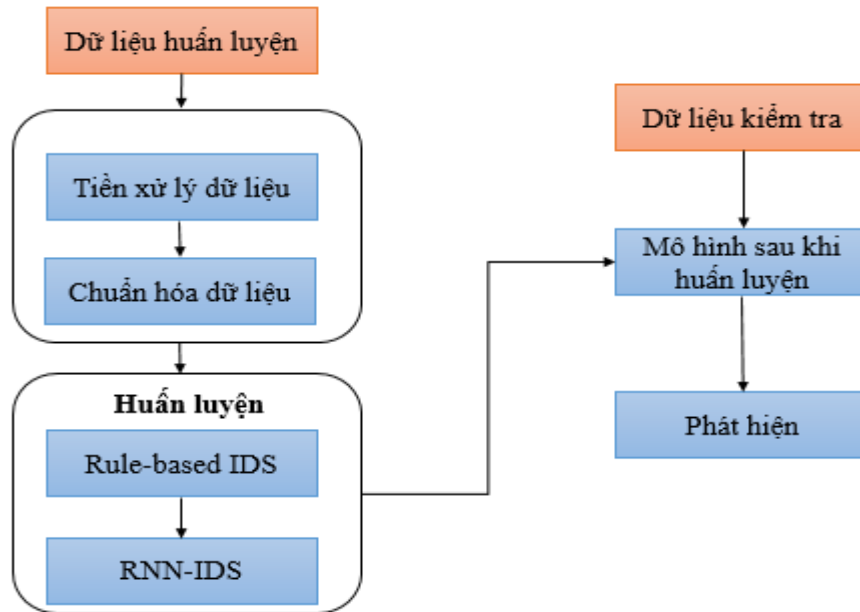 Dữ liệu huấn luyện
Tiền xử lý dữ liệu
Chuẩn hóa dữ liệu
Huấn luyện
Rule-based IDS
RNN-IDS
Dữ liệu kiểm tra
Mô hình sau khi
huấn luyện
Phát hiện